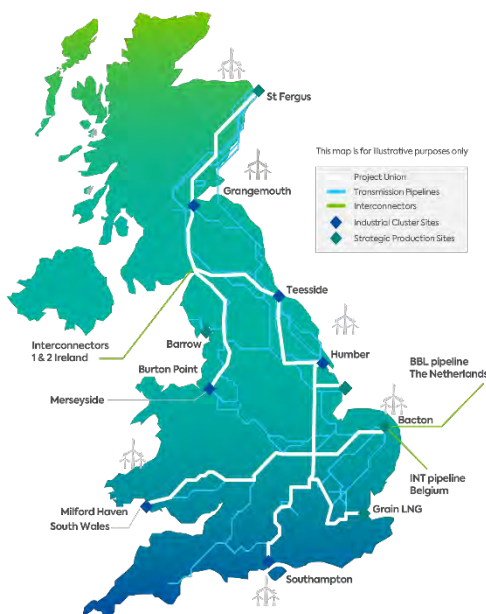 St Fergus
This map is for illustrative purposes only
Project Union
Transmission Pipelines
Interconnectors
Industrial Cluster Sites
Strategic Production Sites
Grangemouth
Teesside
Interconnectors
1 & 2 Ireland
Barrow
Humber
Burton Point
BBL pipeline
The Netherlands
Merseyside
Bacton
INT pipeline
Belgium
Milford Haven
South Wales
Grain LNG
Southampton